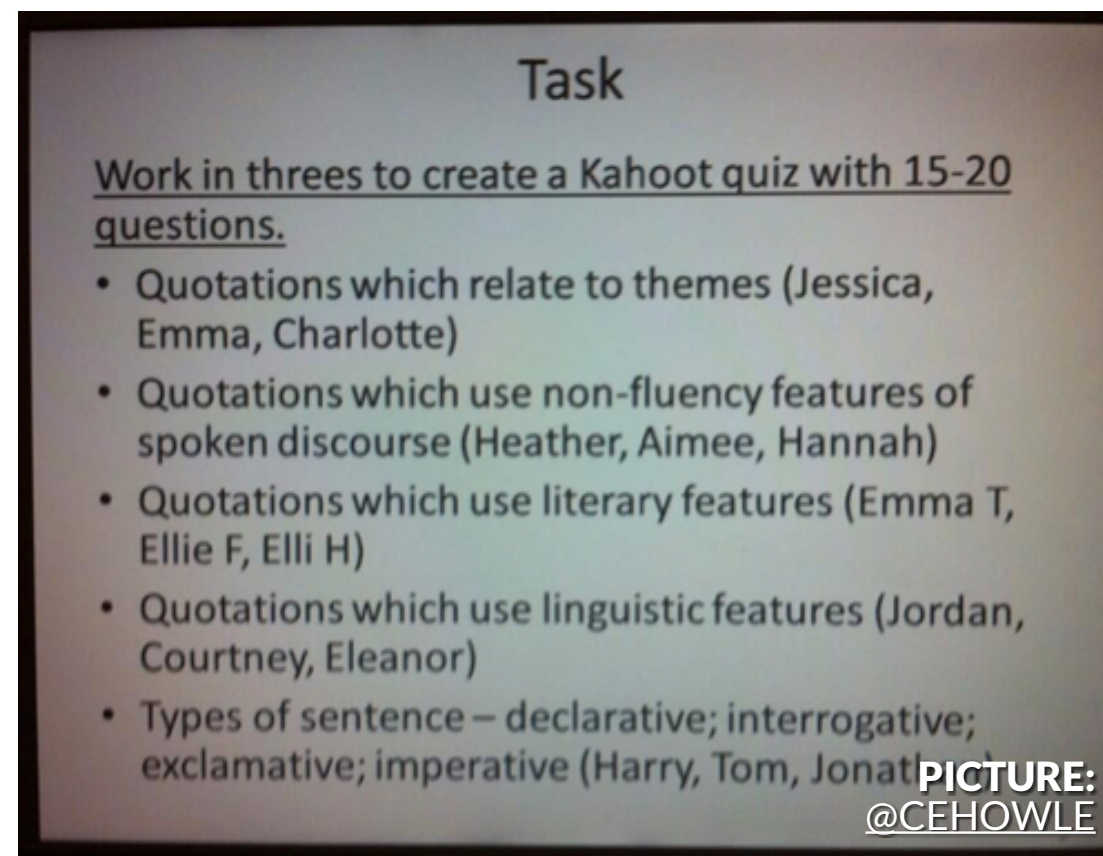 Task
Work in threes to create a Kahoot quiz with 15-20
questions.
• Quotations which relate to themes (Jessica,
Emma, Charlotte)
• Quotations which use non-fluency features of
spoken discourse (Heather, Aimee, Hannah)
• Quotations which use literary features (Emma T,
Ellie F, Elli H)
• Quotations which use linguistic features (Jordan,
Courtney, Eleanor)
• Types of sentence – declarative; interrogative;
exclamative; imperative (Harry, Tom,
PICTURE:
@CEHOWLE